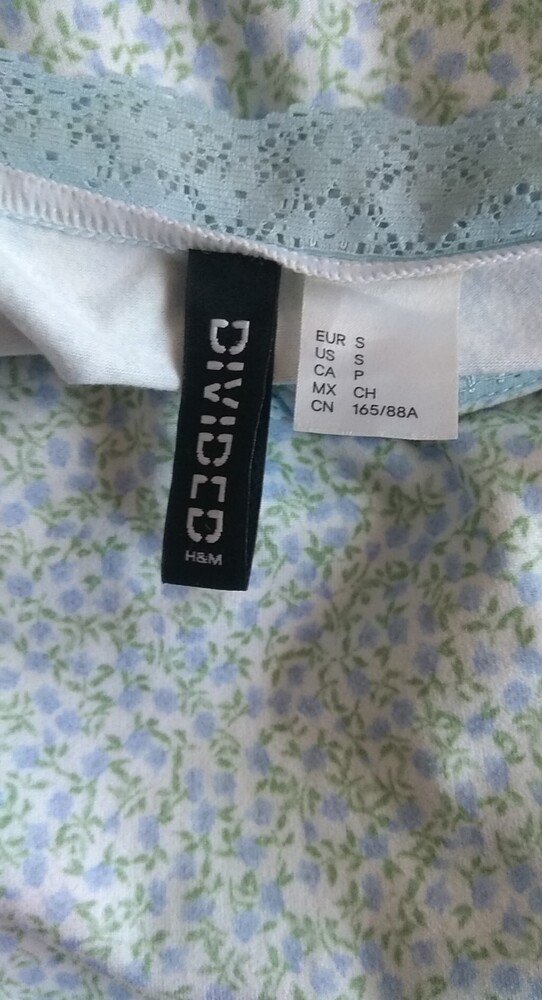 DIVIDED
H&M
EUR S
US S
CA P
MX CH
CN 165/88A